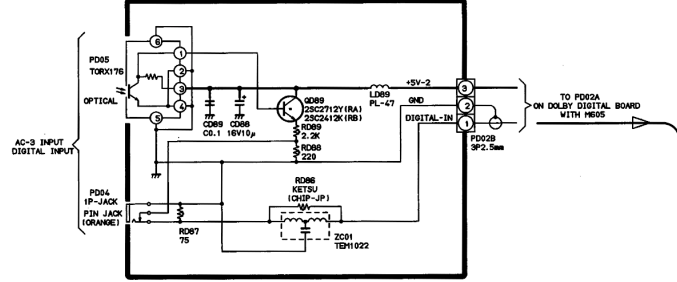 AC-3 INPUT
DIGITAL INPUT
PD05
TORX176
OPTICAL
6
1
2
3
4
5
PD04
1P-JACK
PIN JACK
(ORANGE)
RD87
75
CD89
C0.1
CD88
16V10μ
+
QD89
2SC2712Y(RA)
2SC2412K(RB)
RD89
2.2K
RD88
220
RD86
KETSU
(CHIP-JP)
ZC01
TEM1022
LD89
PL-47
+5V-2
GND
DIGITAL-IN
3
2
1
PD02B
3P2.5mm
TO PD02A
ON DOLBY DIGITAL BOARD
WITH M605